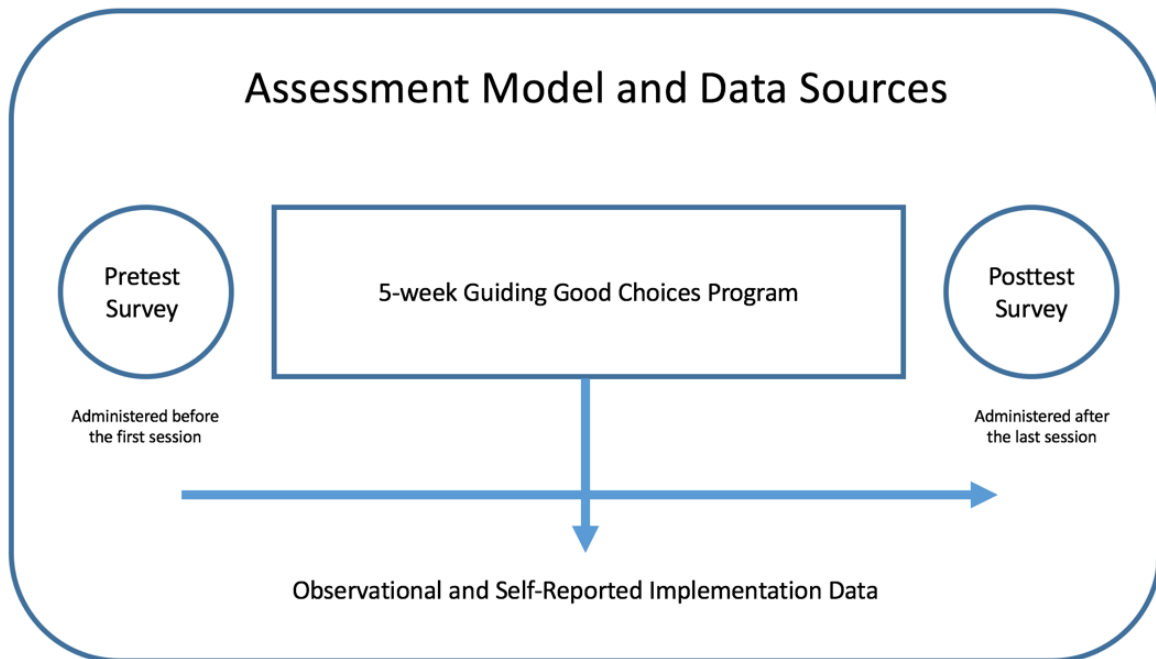 Assessment Model and Data Sources
Pretest
Survey
5-week Guiding Good Choices Program
Posttest
Survey
Administered before
the first session
Administered after
the last session
Observational and Self-Reported Implementation Data